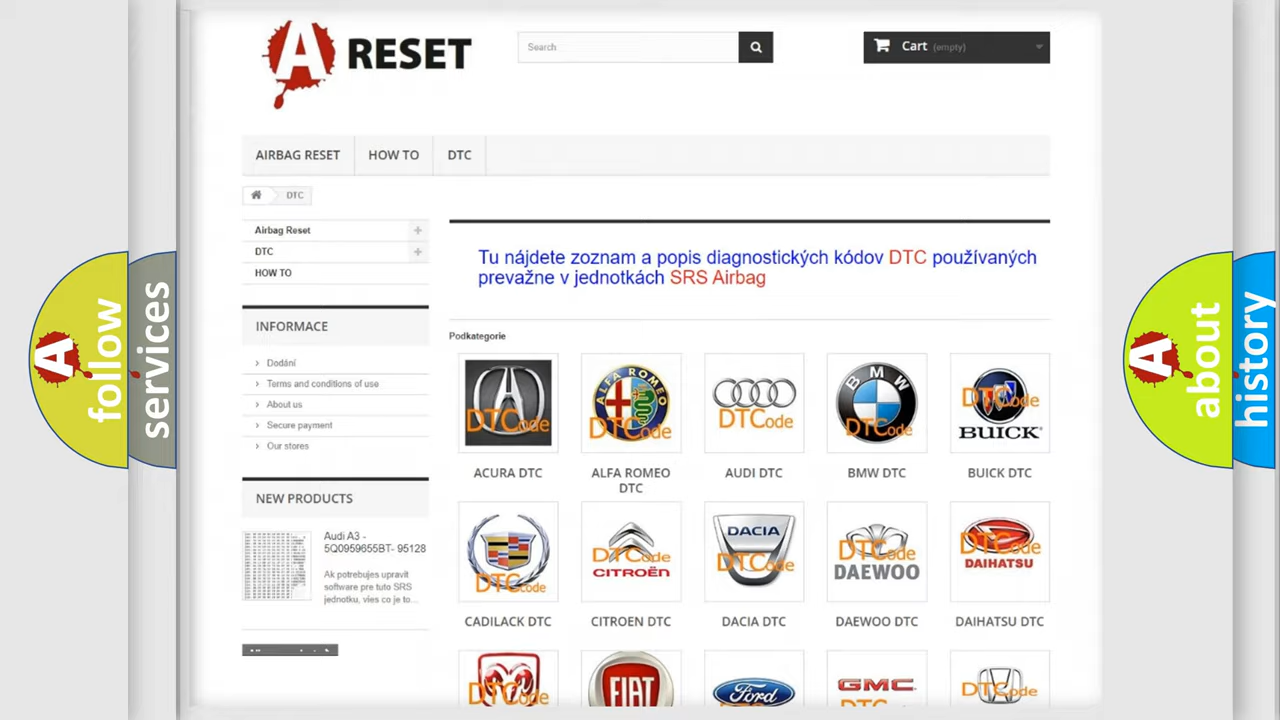 A RESET
Search
Cart (empty)
AIRBAG RESET
HOW TO
DTC
DTC
Airbag Reset
DTC
HOW TO
INFORMACE
Dodání
Terms and conditions of use
About us
Secure payment
Our stores
NEW PRODUCTS
Audi A3 -
5Q0959655BT- 95128
Ak potrebujes upravit
software pre tuto SRS
jednotku, vies co je to...
Tu nájdete zoznam a popis diagnostických kódov DTC používaných
prevažne v jednotkách SRS Airbag
Podkategorie
DTCode
ALFA ROMEO
DTCode
DTCode
BMW
DTCode
DTCode
BUICK
ACURA DTC
ALFA ROMEO
DTC
AUDI DTC
BMW DTC
BUICK DTC
DTCode
DTCode
CITROËN
DACIA
DTCode
DTCode
DAEWOO
DTCode
DAIHATSU
CADILACK DTC
CITROEN DTC
DACIA DTC
DAEWOO DTC
DAIHATSU DTC
DTCode
FIAT
Ford
GMC
DTCode
A follow
services
A about
history